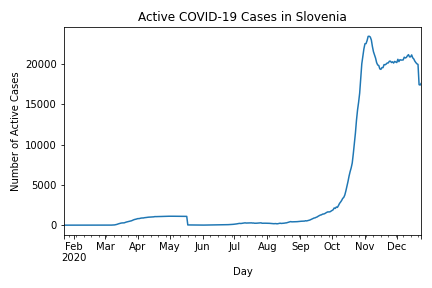 Active COVID-19 Cases in Slovenia
Number of Active Cases
20000
15000
10000
5000
0
Feb Mar Apr May Jun Jul Aug Sep Oct Nov Dec
2020
Day